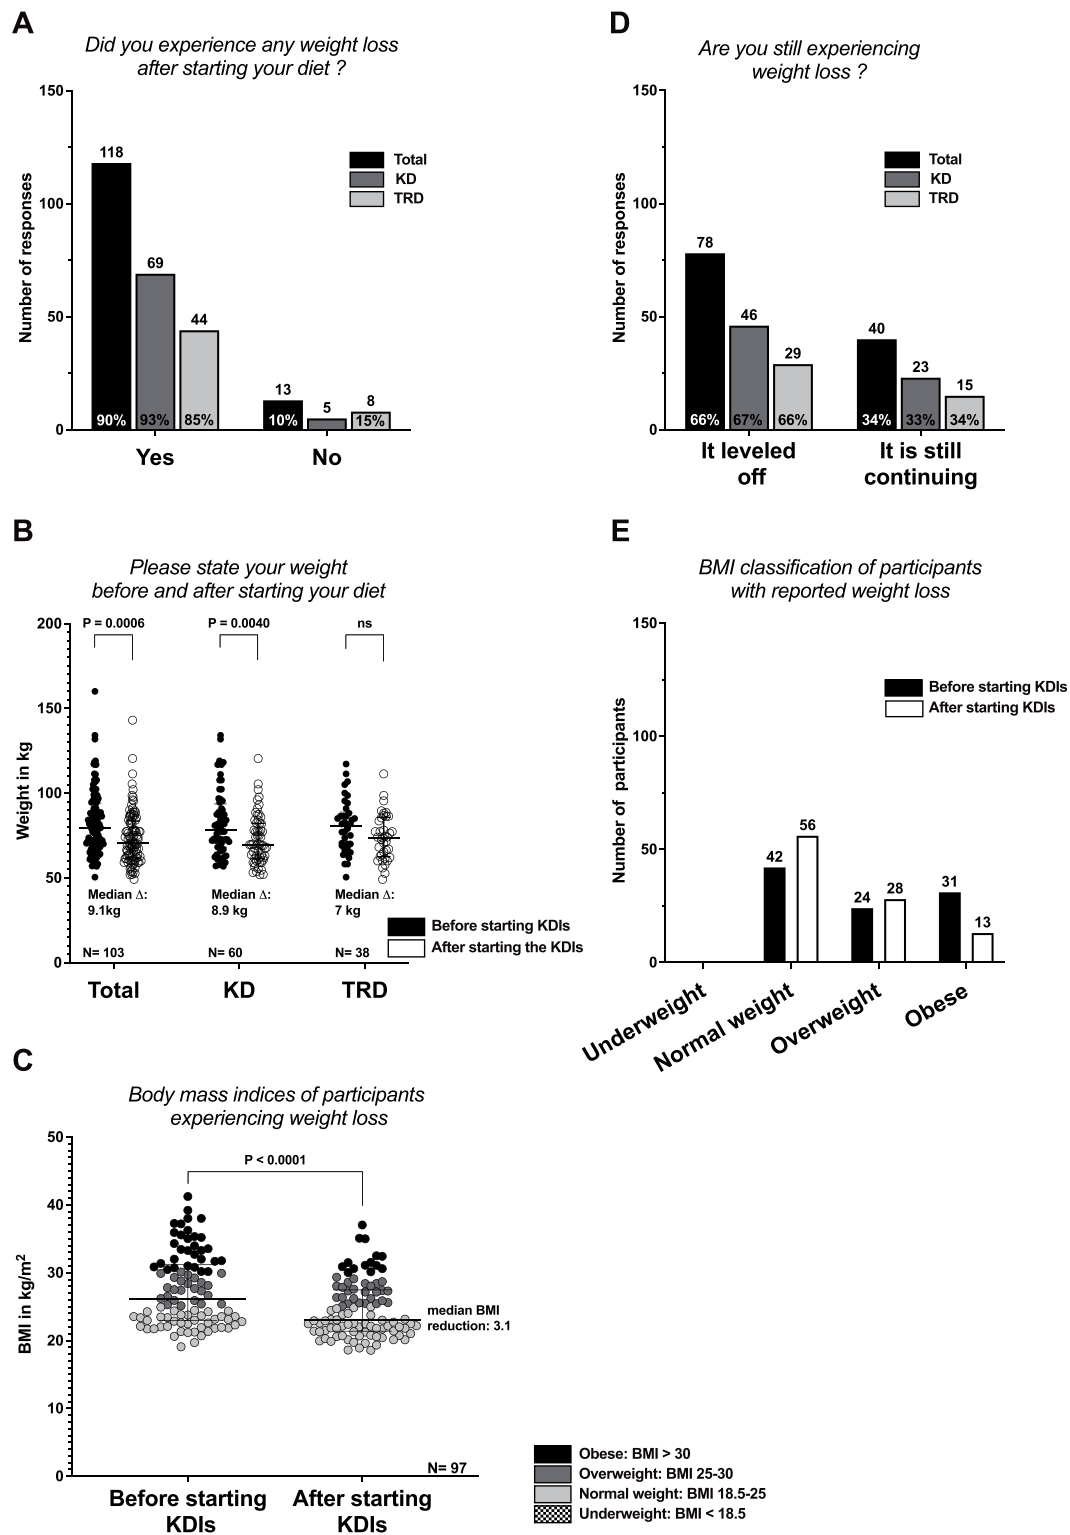 A
Did you experience any weight loss
after starting your diet ?
Number of responses
150
100
50
0
118
69
44
13
5
8
90%
93%
85%
10%
15%
Total
KD
TRD
Yes
No
D
Are you still experiencing
weight loss ?
Number of responses
150
100
50
0
78
46
29
40
23
15
66%
67%
66%
34%
33%
34%
Total
KD
TRD
It leveled
off
It is still
continuing
B
Please state your weight
before and after starting your diet
Weight in kg
200
150
100
50
0
P = 0.0006
P = 0.0040
ns
Median Δ:
9.1kg
Median Δ:
8.9 kg
Median Δ:
7 kg
N= 103
N= 60
N= 38
Before starting KDIs
After starting the KDIs
Total
KD
TRD
E
BMI classification of participants
with reported weight loss
Number of participants
150
100
50
0
42
56
24
28
31
13
Before starting KDIs
After starting KDIs
Underweight
Normal weight
Overweight
Obese
C
Body mass indices of participants
experiencing weight loss
BMI in kg/m²
50
40
30
20
10
0
P < 0.0001
median BMI
reduction: 3.1
N= 97
Before starting
KDIs
After starting
KDIs
Obese: BMI > 30
Overweight: BMI 25-30
Normal weight: BMI 18.5-25
Underweight: BMI < 18.5